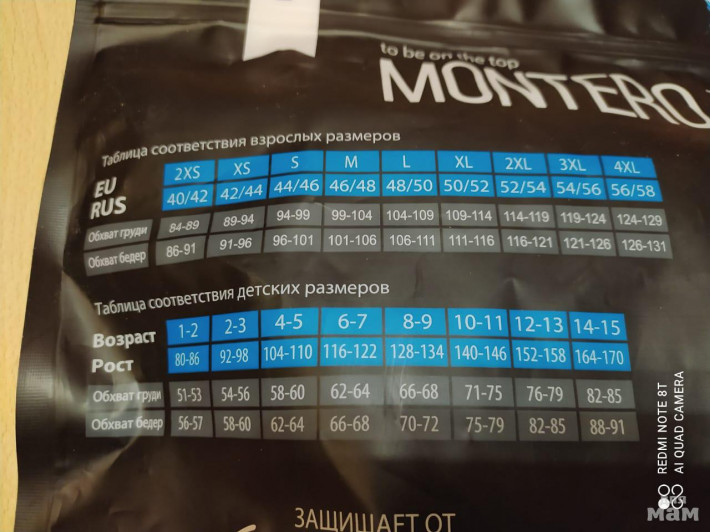 to be on the top
MONTERO
Таблица соответствия взрослых размеров
EU 2XS XS S M L XL 2XL 3XL 4XL
RUS 40/42 42/44 44/46 46/48 48/50 50/52 52/54 54/56 56/58
Обхват груди 84-89 89-94 94-99 99-104 104-109 109-114 114-119 119-124 124-129
Обхват бедер 86-91 91-96 96-101 101-106 106-111 111-116 116-121 121-126 126-131
Таблица соответствия детских размеров
Возраст 1-2 2-3 4-5 6-7 8-9 10-11 12-13 14-15
Рост 80-86 92-98 104-110 116-122 128-134 140-146 152-158 164-170
Обхват груди 51-53 54-56 58-60 62-64 66-68 71-75 76-79 82-85
Обхват бедер 56-57 58-60 62-64 66-68 70-72 75-79 82-85 88-91
ЗАЩИЩАЕТ ОТ
REDMI NOTE 8T
AI QUAD CAMERA
для
мам